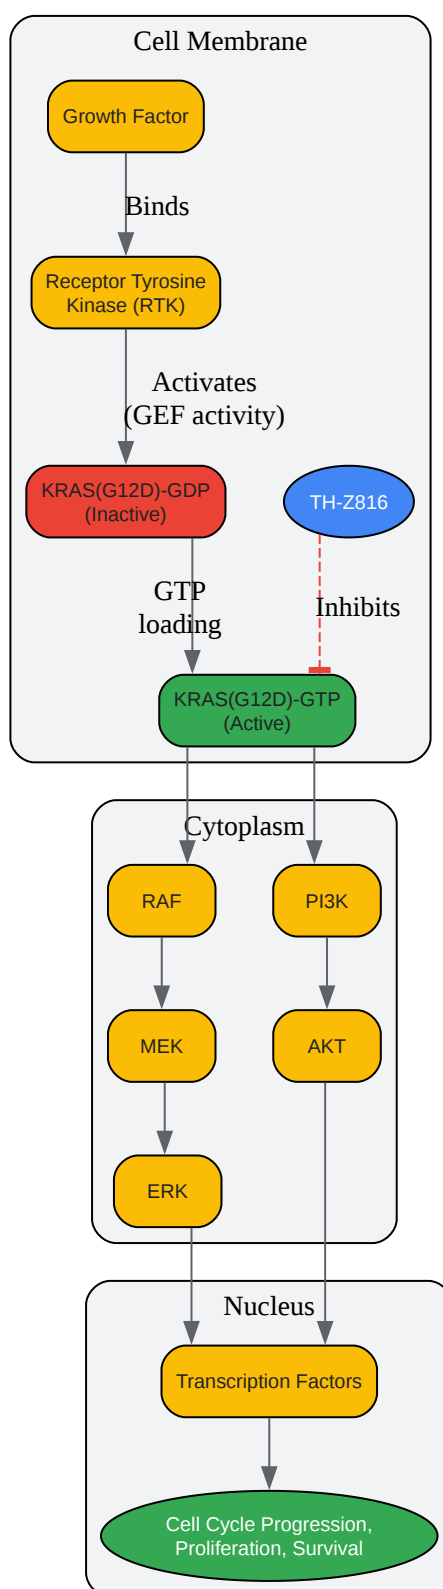 Cell Membrane
Growth Factor
Binds
Receptor Tyrosine
Kinase (RTK)
Activates
(GEF activity)
KRAS(G12D)-GDP
(Inactive)
TH-Z816
GTP
loading
Inhibits
KRAS(G12D)-GTP
(Active)
Cytoplasm
RAF
PI3K
MEK
AKT
ERK
Nucleus
Transcription Factors
Cell Cycle Progression,
Proliferation, Survival